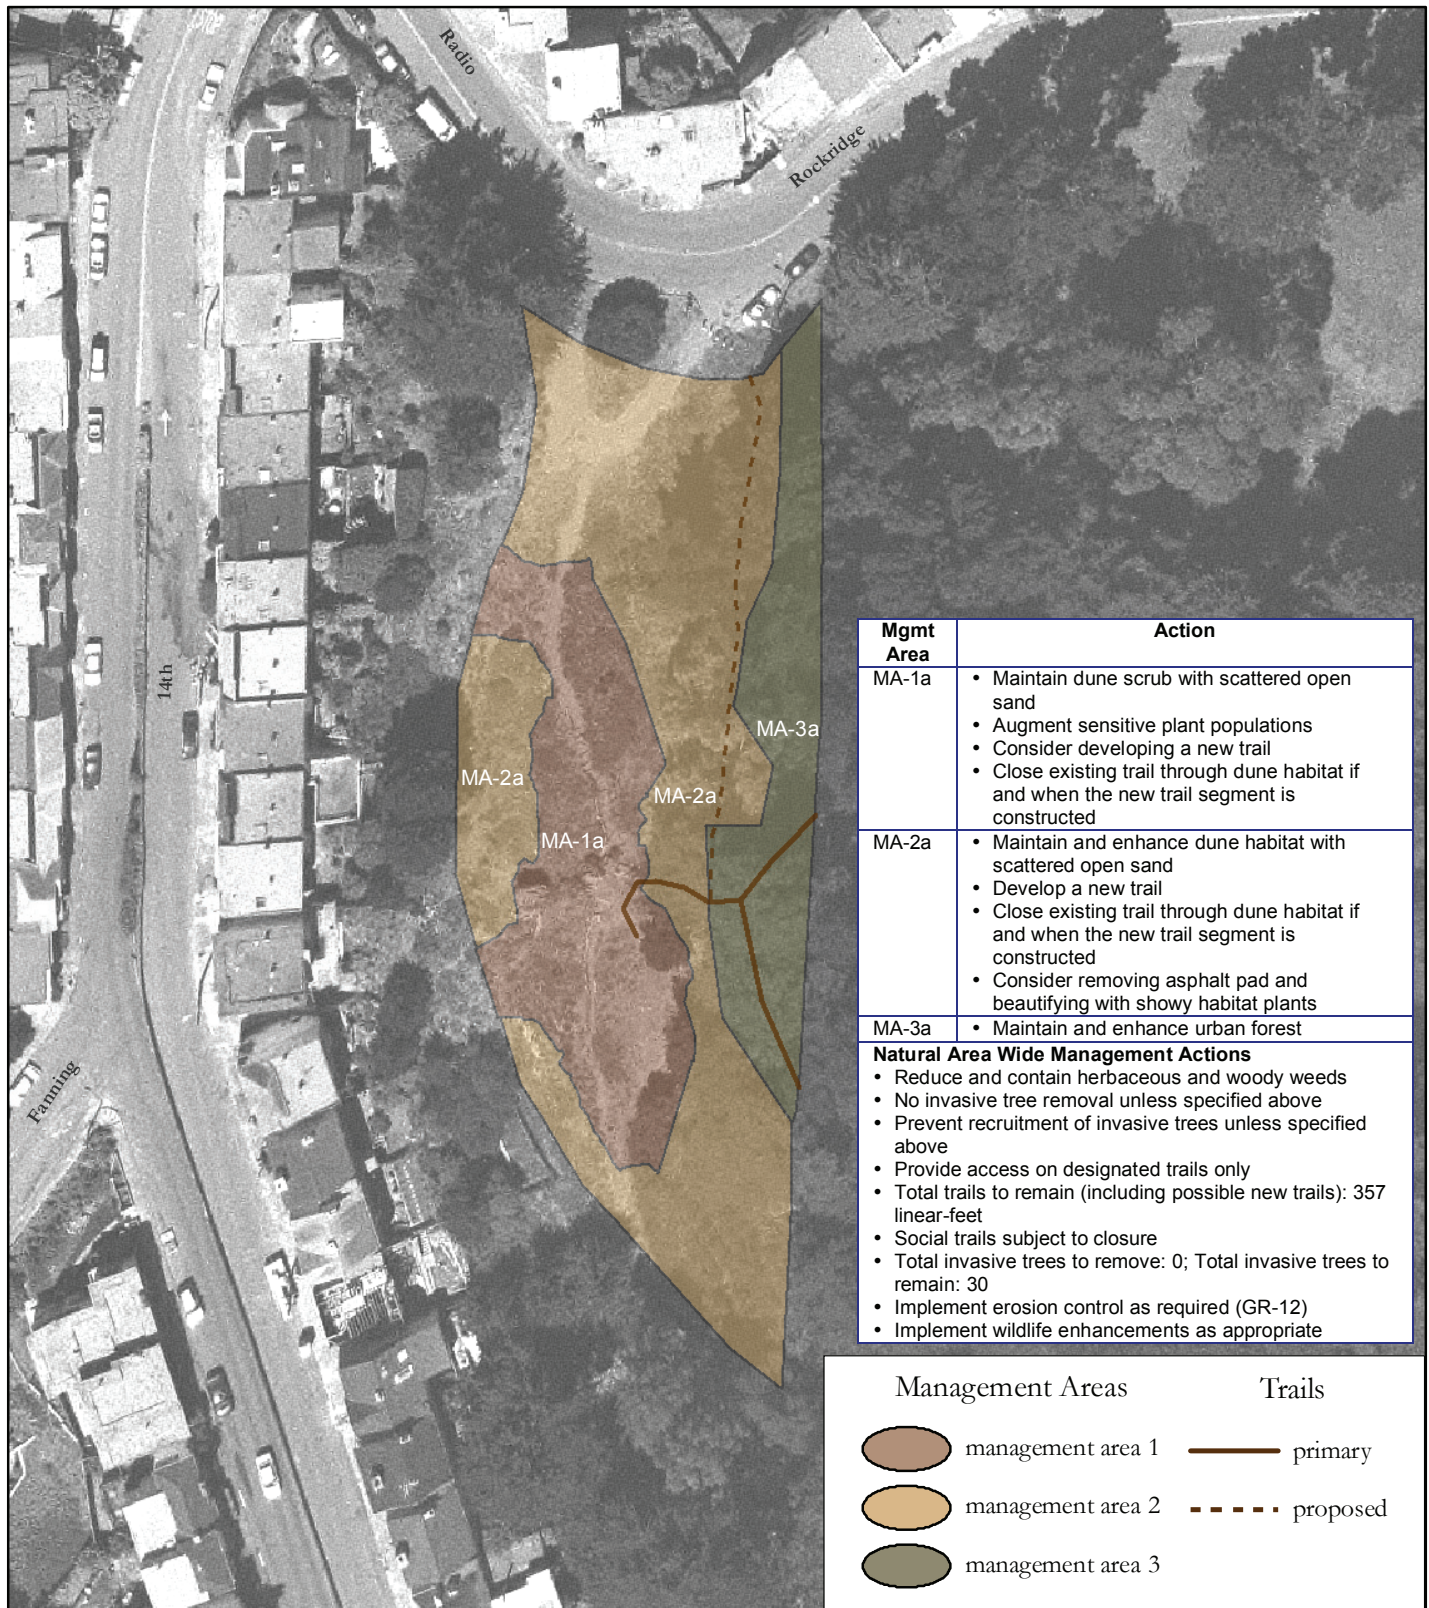 Radio
Rockridge
14th
Fanning
MA-3a
MA-2a
MA-2a
MA-1a
Mgmt Area
Action
MA-1a
• Maintain dune scrub with scattered open
sand
• Augment sensitive plant populations
• Consider developing a new trail
• Close existing trail through dune habitat if
and when the new trail segment is
constructed
MA-2a
• Maintain and enhance dune habitat with
scattered open sand
• Develop a new trail
• Close existing trail through dune habitat if
and when the new trail segment is
constructed
• Consider removing asphalt pad and
beautifying with showy habitat plants
MA-3a
• Maintain and enhance urban forest
Natural Area Wide Management Actions
• Reduce and contain herbaceous and woody weeds
• No invasive tree removal unless specified above
• Prevent recruitment of invasive trees unless specified
above
• Provide access on designated trails only
• Total trails to remain (including possible new trails): 357
linear-feet
• Social trails subject to closure
• Total invasive trees to remove: 0; Total invasive trees to
remain: 30
• Implement erosion control as required (GR-12)
• Implement wildlife enhancements as appropriate
Management Areas
management area 1
management area 2
management area 3
Trails
primary
proposed